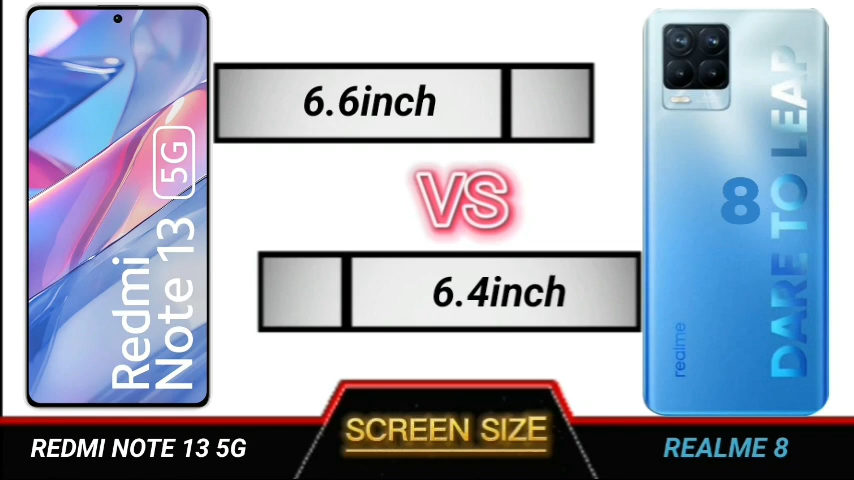 Redmi
Note 13 5G
6.6inch
VS
6.4inch
8
DARE TO LEAP
realme
SCREEN SIZE
REDMI NOTE 13 5G
REALME 8